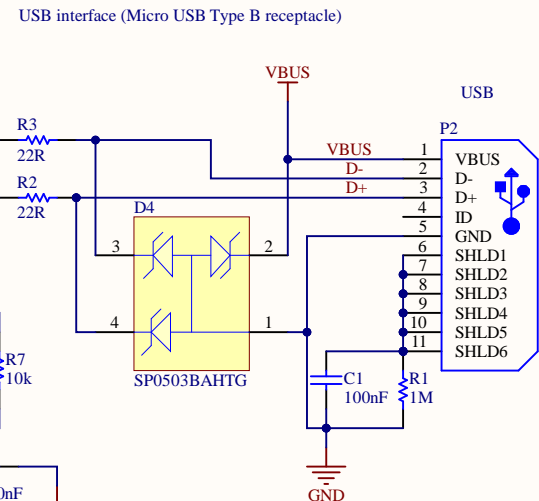 USB interface (Micro USB Type B receptacle)
VBUS
USB
R3
22R
R2
22R
P2
VBUS
D-
D+
1
2
3
4
5
6
7
8
9
10
11
VBUS
D-
D+
ID
GND
SHLD1
SHLD2
SHLD3
SHLD4
SHLD5
SHLD6
D4
3
2
4
1
SP0503BAHTG
R7
10k
C1
100nF
R1
1M
GND
0nF